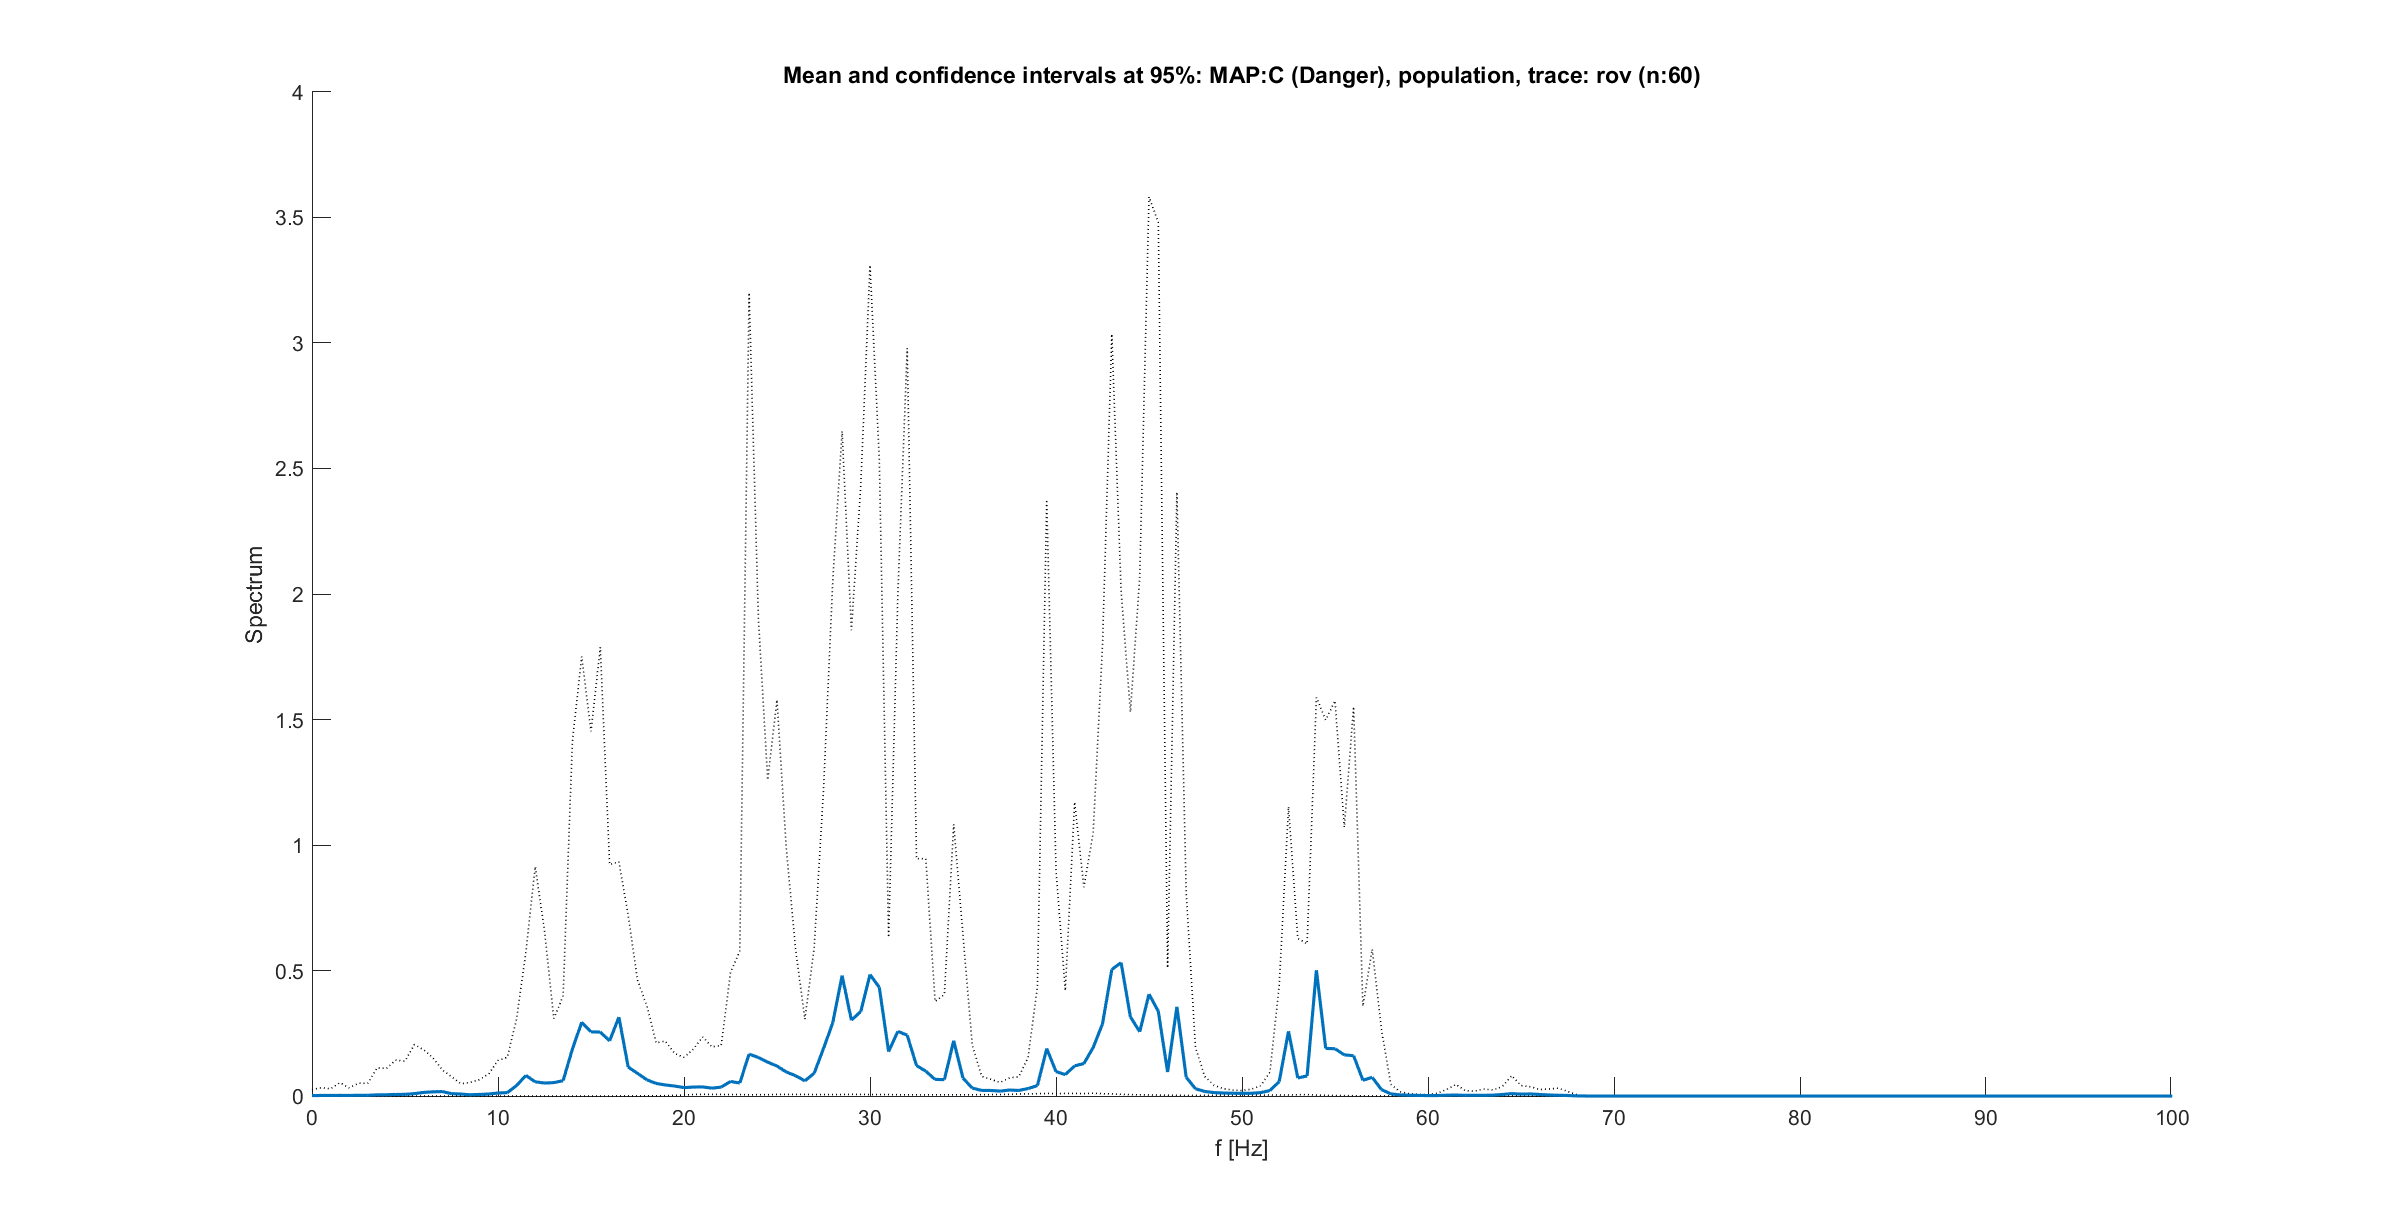 Mean and confidence intervals at 95%: MAP:C (Danger), population, trace: rov (n:60)
4
3.5
3
2.5
2
1.5
1
0.5
0
Spectrum
0 10 20 30 40 50 60 70 80 90 100
f [Hz]